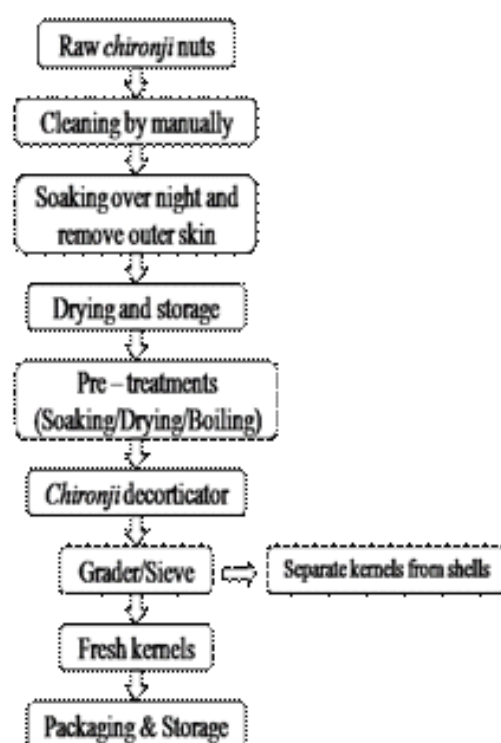 Raw chironji nuts
Cleaning by manually
Soaking over night and
remove outer skin
Drying and storage
Pre – treatments
(Soaking/Drying/Boiling)
Chironji decorticator
Grader/Sieve
Separate kernels from shells
Fresh kernels
Packaging & Storage